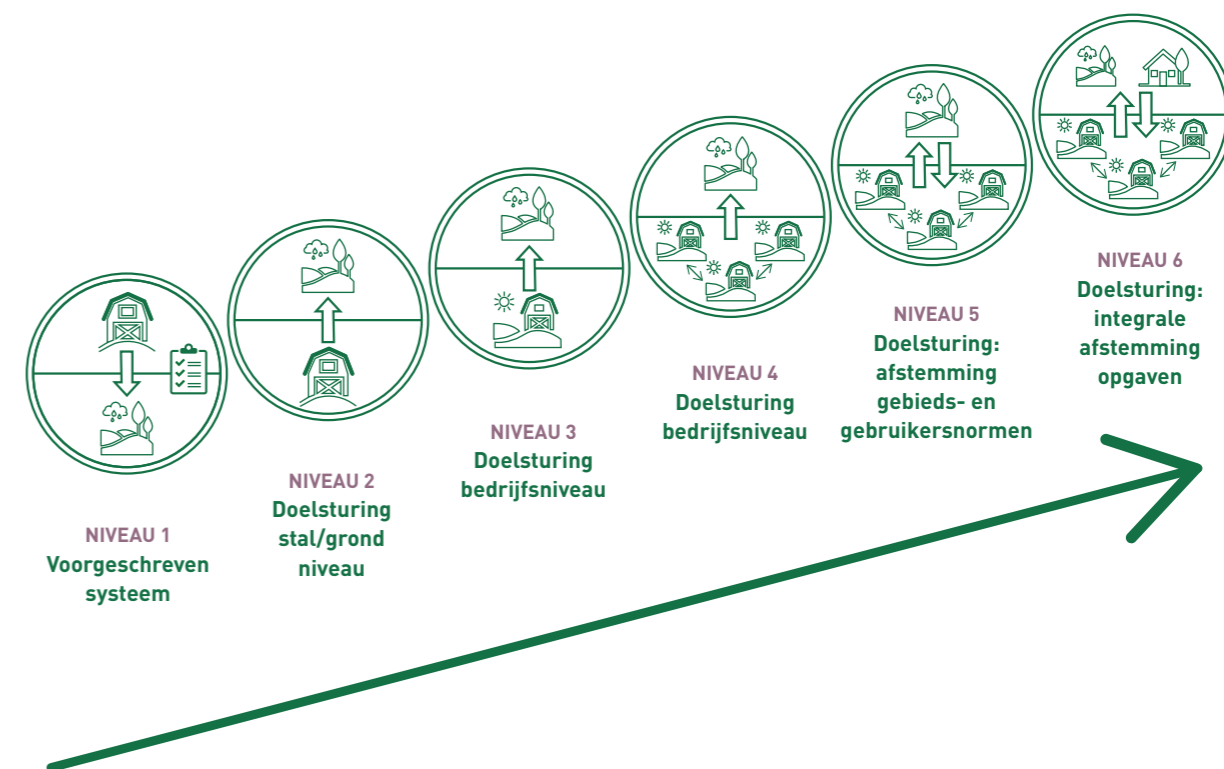 NIVEAU 1
Voorgeschreven
systeem
NIVEAU 2
Doelsturing
stal/grond
niveau
NIVEAU 3
Doelsturing
bedrijfsniveau
NIVEAU 4
Doelsturing
bedrijfsniveau
NIVEAU 5
Doelsturing:
afstemming
gebieds- en
gebruikersnormen
NIVEAU 6
Doelsturing:
integrale
afstemming
opgaven